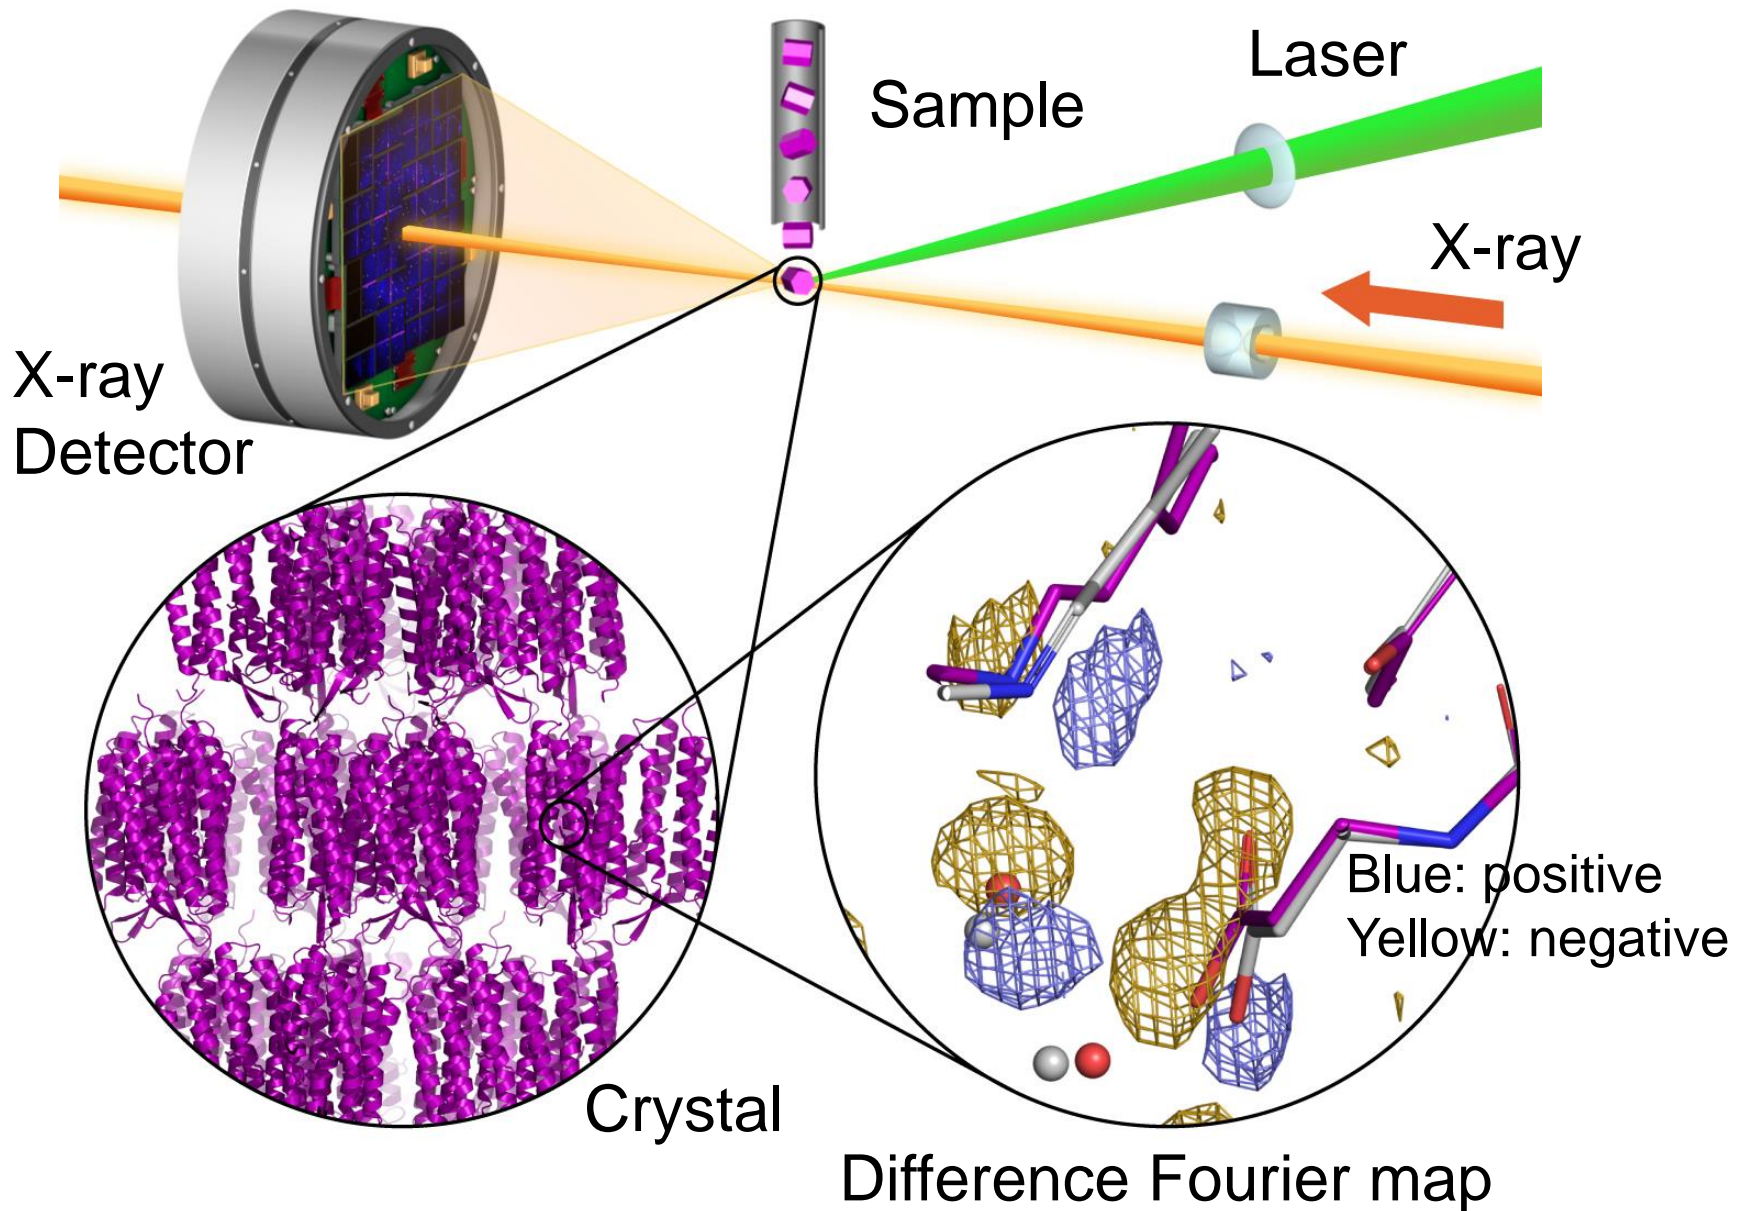 Laser
Sample
X-ray
X-ray
Detector
Blue: positive
Yellow: negative
Crystal
Difference Fourier map